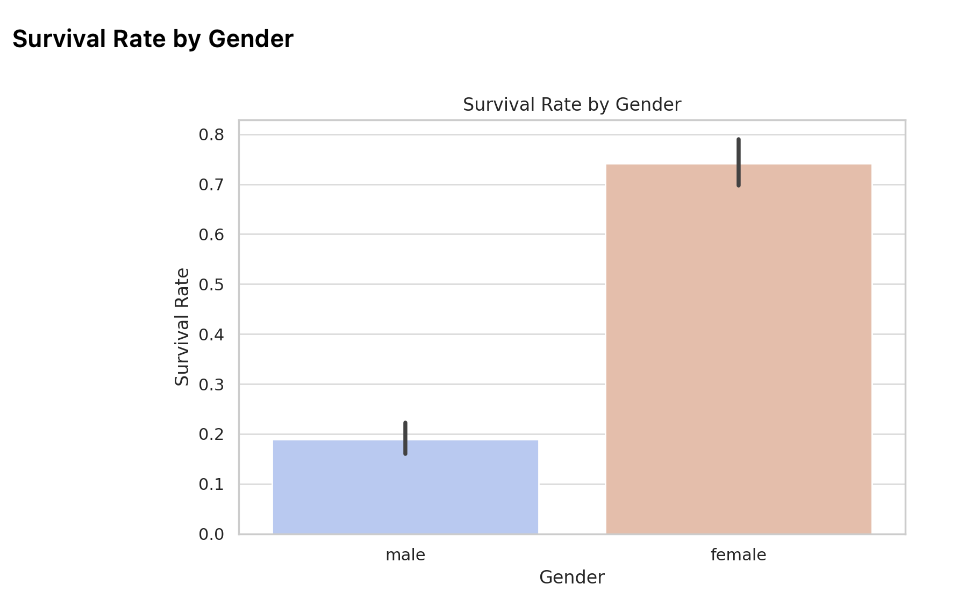 Survival Rate by Gender
Survival Rate by Gender
0.8
0.7
0.6
0.5
0.4
0.3
0.2
0.1
0.0
Survival Rate
male
female
Gender